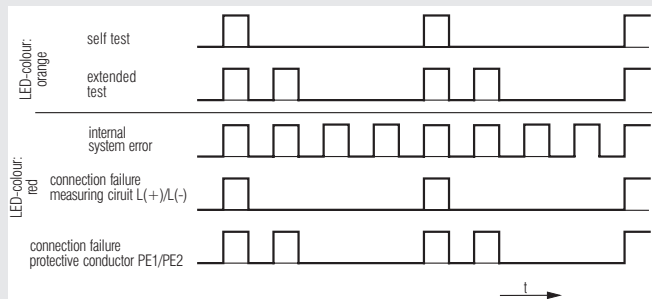 LED-colour:
orange
self test
extended
test
LED-colour:
red
internal
system error
connection failure
measuring ciruit L(+)/L(-)
connection failure
protective conductor PE1/PE2
t